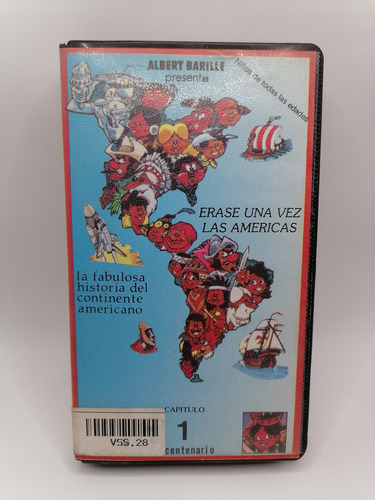 ALBERT BARILLE
presenta
Niños de todas las edades
ERASE UNA VEZ
LAS AMERICAS
la fabulosa
historia del
continente
americano
CAPITULO
1
centenario
VSS.28